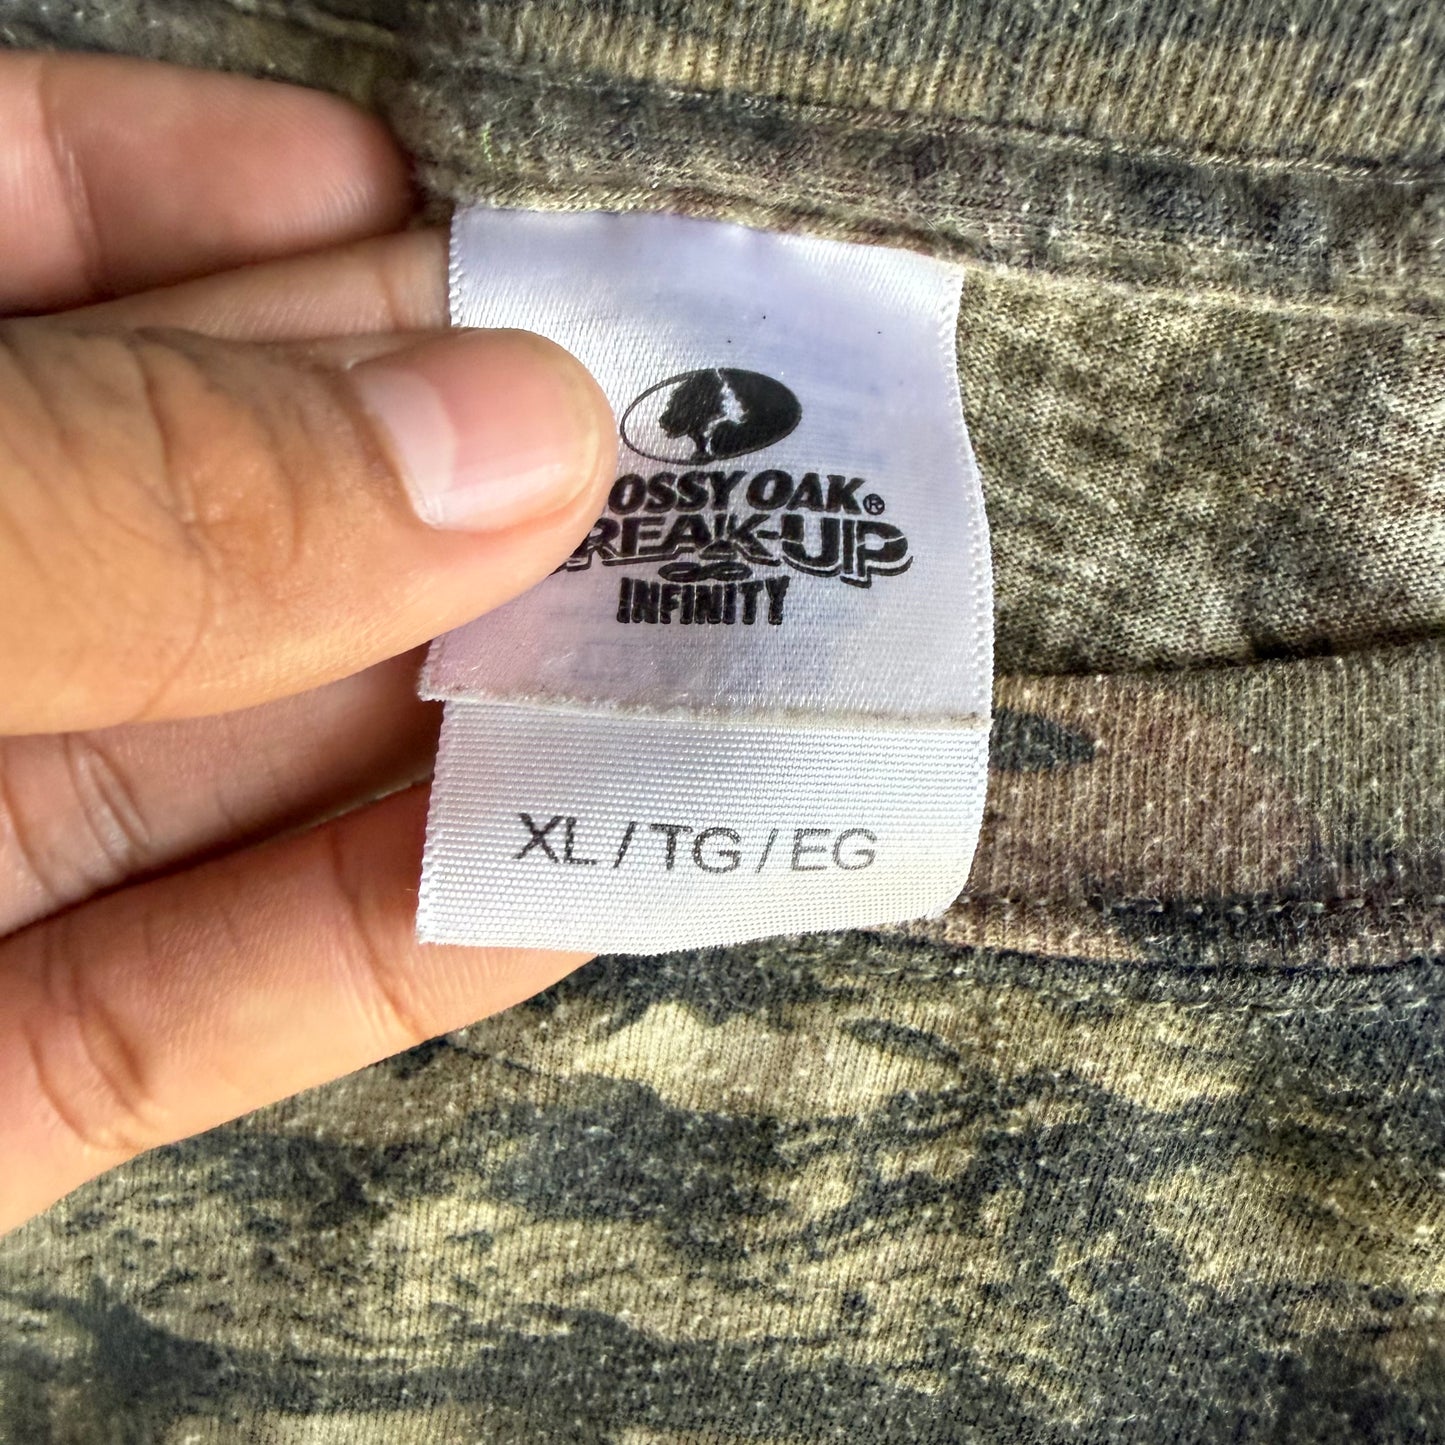 OSSY OAK®
REAK-UP
INFINITY
XL / TG / EG